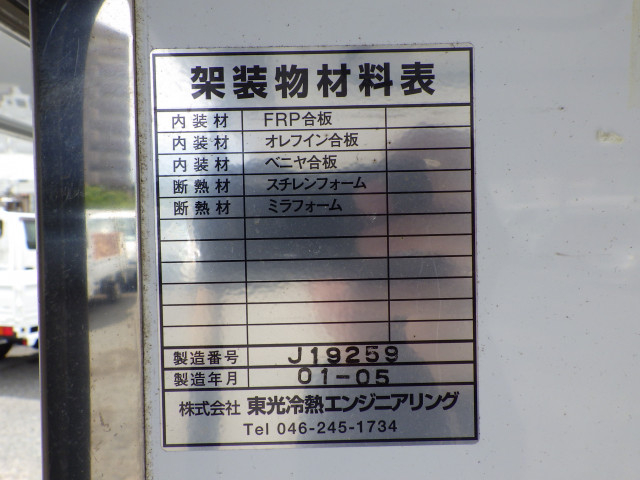 架装物材料表
内装材 FRP合板
内装材 オレフイン合板
内装材 ベニヤ合板
断熱材 スチレンフォーム
断熱材 ミラフォーム
製造番号 J19259
製造年月 01-05
株式会社 東光冷熱エンジニアリング
Tel 046-245-1734